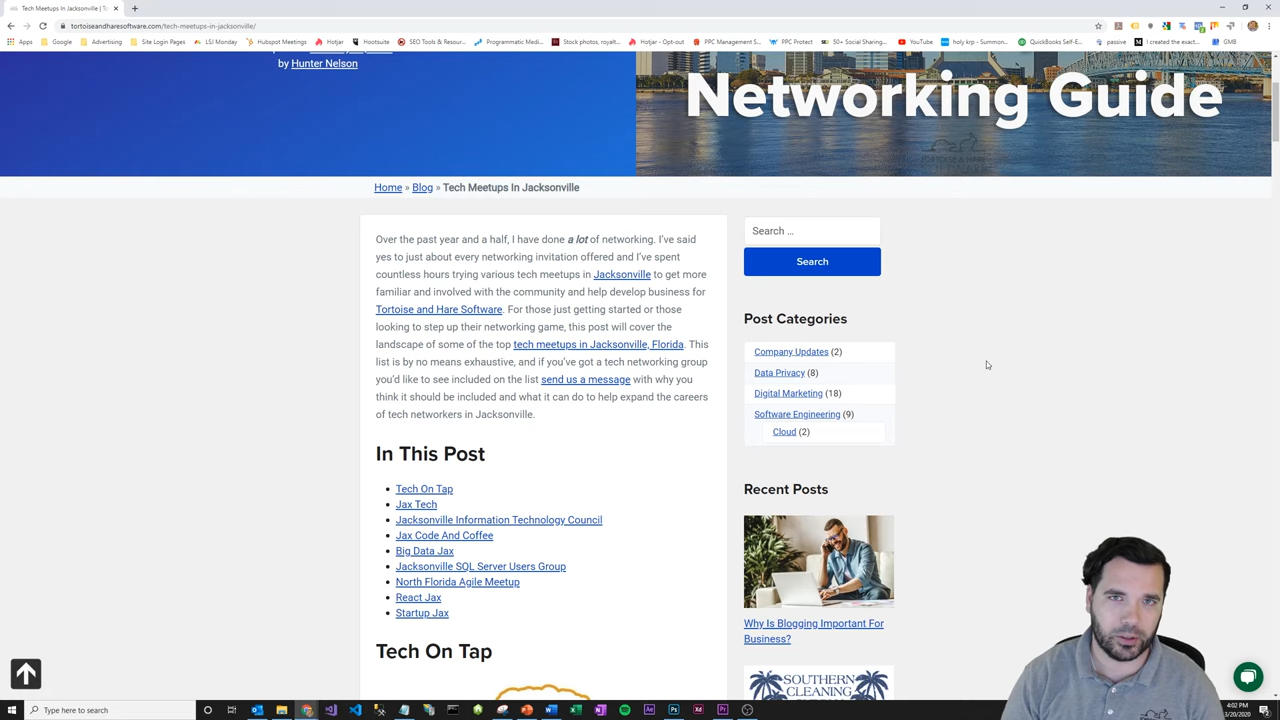 Tech Meetups In Jacksonville | To
tortoiseandharesoftware.com/tech-meetups-in-jacksonville/
Apps
Google
Advertising
Site Login Pages
LSJ Monday
Hubspot Meetings
Hotjar
Hootsuite
SEO Tools & Resour...
Programmatic Medi...
Stock photos, royalt...
Hotjar - Opt-out
PPC Management S...
PPC Protect
50+ Social Sharing...
YouTube
holy krp - Summon...
QuickBooks Self-E...
passive
I created the exact...
GMB
by Hunter Nelson
Networking Guide
Home » Blog » Tech Meetups In Jacksonville
Over the past year and a half, I have done a lot of networking. I've said
yes to just about every networking invitation offered and I've spent
countless hours trying various tech meetups in Jacksonville to get more
familiar and involved with the community and help develop business for
Tortoise and Hare Software. For those just getting started or those
looking to step up their networking game, this post will cover the
landscape of some of the top tech meetups in Jacksonville, Florida. This
list is by no means exhaustive, and if you've got a tech networking group
you'd like to see included on the list send us a message with why you
think it should be included and what it can do to help expand the careers
of tech networkers in Jacksonville.
In This Post
Tech On Tap
Jax Tech
Jacksonville Information Technology Council
Jax Code And Coffee
Big Data Jax
Jacksonville SQL Server Users Group
North Florida Agile Meetup
React Jax
Startup Jax
Tech On Tap
Search …
Search
Post Categories
Company Updates (2)
Data Privacy (8)
Digital Marketing (18)
Software Engineering (9)
Cloud (2)
Recent Posts
Why Is Blogging Important For
Business?
SOUTHERN
CLEANING
Type here to search
4:02 PM
3/20/2020